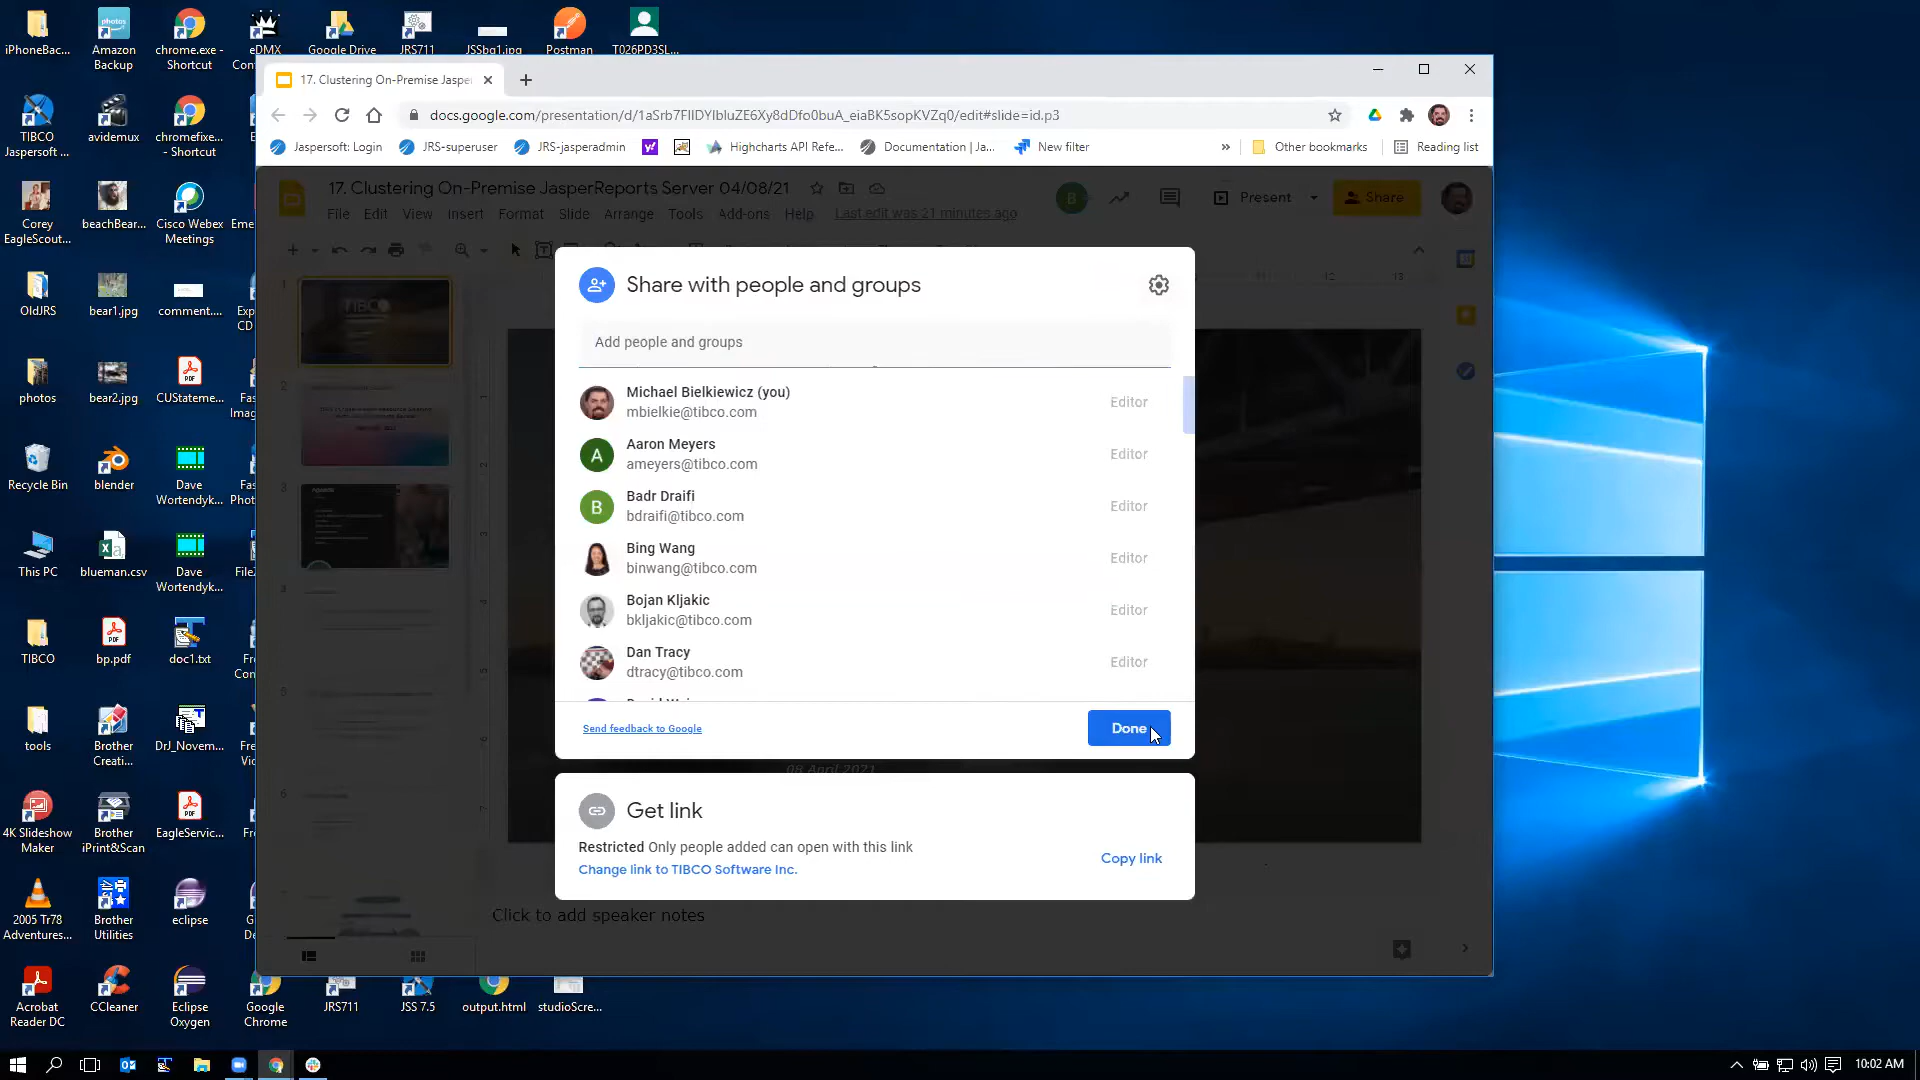 iPhoneBac...
Amazon Backup
chrome.exe - Shortcut
eDMX
Google Drive
JRS711
JSSbg1.jpg
Postman
T026PD3SL...
17. Clustering On-Premise Jaspe
docs.google.com/presentation/d/1aSrb7FIIDYIbluZE6Xy8dDfo0buA_eiaBK5sopKVZq0/edit#slide=id.p3
Jaspersoft: Login
JRS-superuser
JRS-jasperadmin
Highcharts API Refe...
Documentation | Ja...
New filter
»
Other bookmarks
Reading list
17. Clustering On-Premise JasperReports Server 04/08/21
File Edit View Insert Format Slide Arrange Tools Add-ons Help
Last edit was 21 minutes ago
B
Present
Share
Share with people and groups
Add people and groups
Michael Bielkiewicz (you)
mbielkie@tibco.com
Editor
Aaron Meyers
ameyers@tibco.com
Editor
Badr Draifi
bdraifi@tibco.com
Editor
Bing Wang
binwang@tibco.com
Editor
Bojan Kljakic
bkljakic@tibco.com
Editor
Dan Tracy
dtracy@tibco.com
Editor
Send feedback to Google
Done
08 April 2021
Get link
Restricted Only people added can open with this link
Change link to TIBCO Software Inc.
Copy link
Click to add speaker notes
TIBCO Jaspersoft ...
avidemux
chromefixe... - Shortcut
Corey EagleScout...
beachBear...
Cisco Webex Meetings
OldJRS
bear1.jpg
comment....
photos
bear2.jpg
CUStateme...
Recycle Bin
blender
Dave Wortendyk...
This PC
blueman.csv
Dave Wortendyk...
TIBCO
bp.pdf
doc1.txt
tools
Brother Creati...
DrJ_Novem...
4K Slideshow Maker
Brother iPrint&Scan
EagleServic...
2005 Tr78 Adventures...
Brother Utilities
eclipse
Acrobat Reader DC
CCleaner
Eclipse Oxygen
Google Chrome
JRS711
JSS 7.5
output.html
studioScre...
10:02 AM